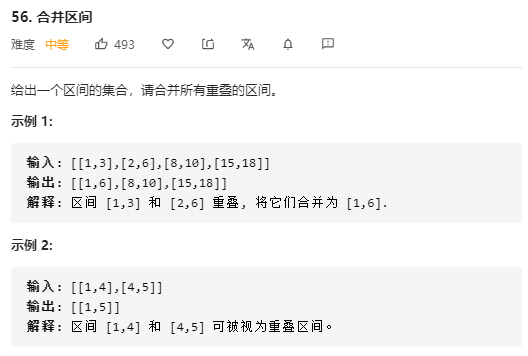 56. 合并区间
难度 中等 493
给出一个区间的集合，请合并所有重叠的区间。
示例 1:
输入: [[1,3],[2,6],[8,10],[15,18]]
输出: [[1,6],[8,10],[15,18]]
解释: 区间 [1,3] 和 [2,6] 重叠, 将它们合并为 [1,6].
示例 2:
输入: [[1,4],[4,5]]
输出: [[1,5]]
解释: 区间 [1,4] 和 [4,5] 可被视为重叠区间。